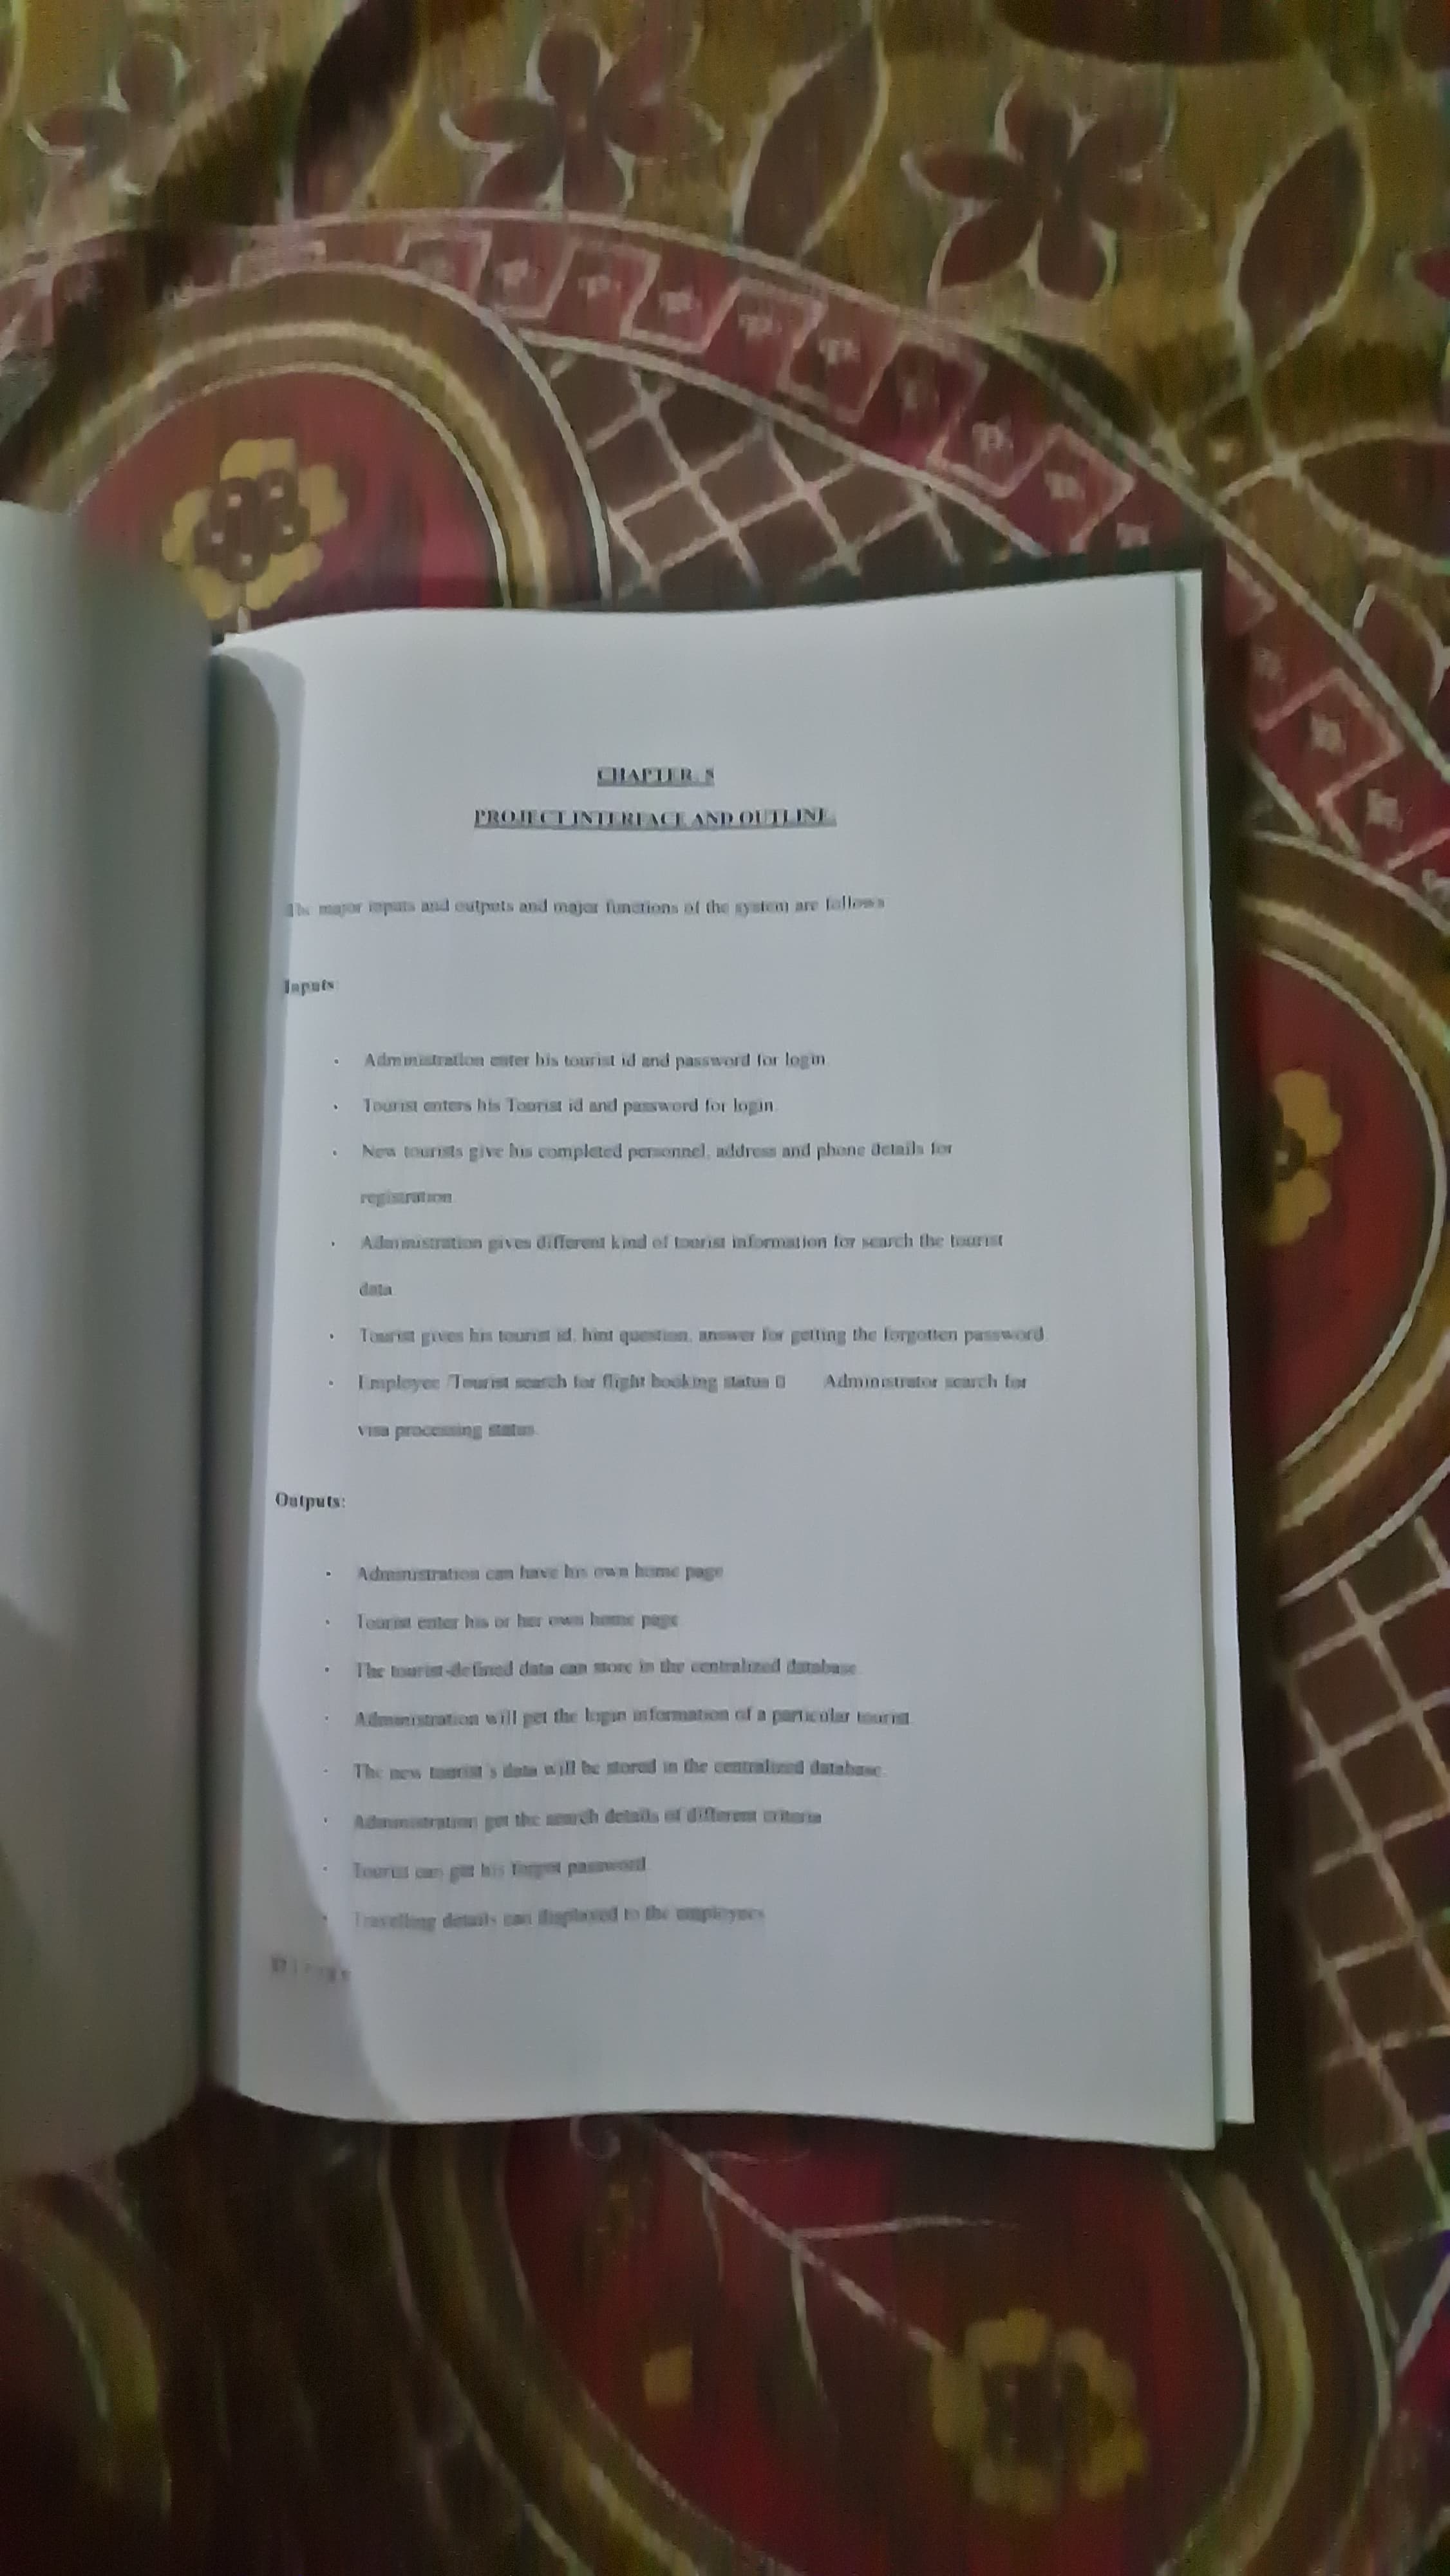 CHAPTER 5
PROJECT INTERFACE AND OUTLINE
The major inputs and outputs and major functions of the system are follows
Inputs:
• Administration enter his tourist id and password for login
• Tourist enters his Tourist id and password for login.
• New tourists give his completed personnel, address and phone details for
registration
• Administration gives different kind of tourist information for search the tourist
data
• Tourist gives his tourist id, hint question, answer for getting the forgotten password.
• Employee /Tourist search for flight booking status  Administrator search for
visa processing status.
Outputs:
• Administration can have his own home page
• Tourist enter his or her own home page
• The tourist-defined data can store in the centralized database
• Administration will get the login information of a particular tourist.
• The new tourist's data will be stored in the centralized database.
• Administration get the search details of different criteria
• Tourist can get his forgot password
• Travelling details can displayed to the employees